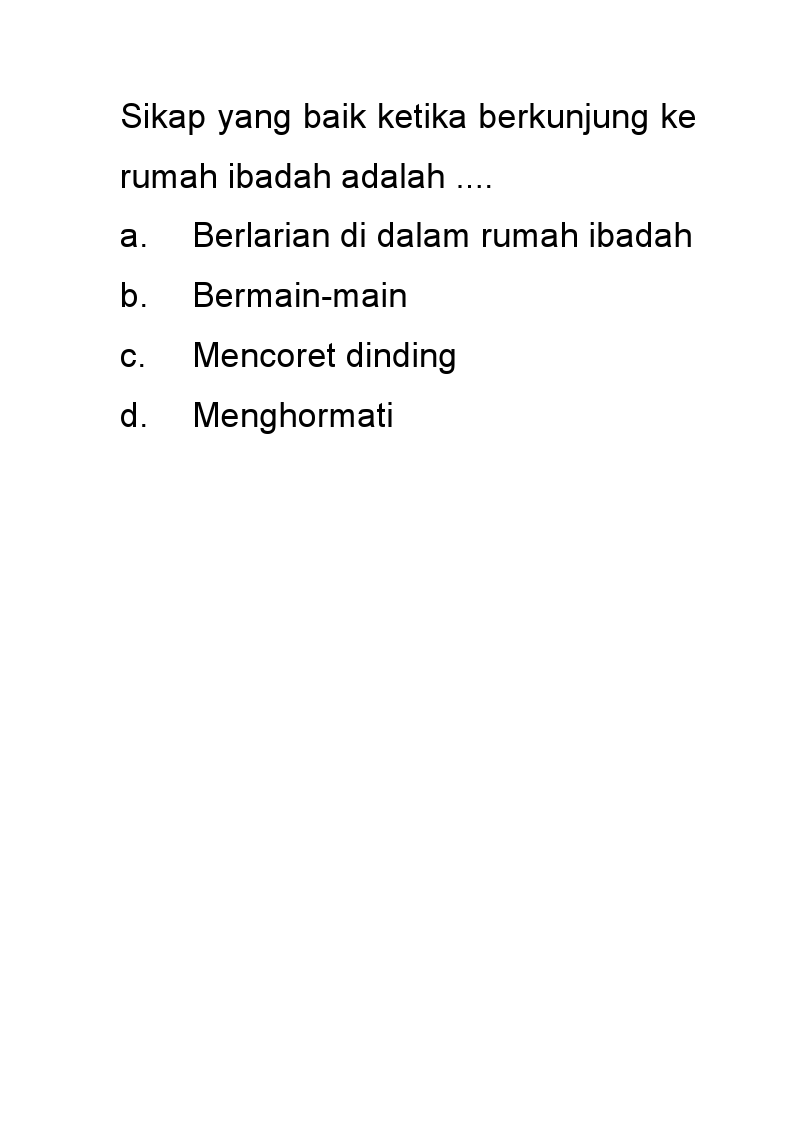 Sikap yang baik ketika berkunjung ke
rumah ibadah adalah ....
a. Berlarian di dalam rumah ibadah
b. Bermain-main
c. Mencoret dinding
d. Menghormati